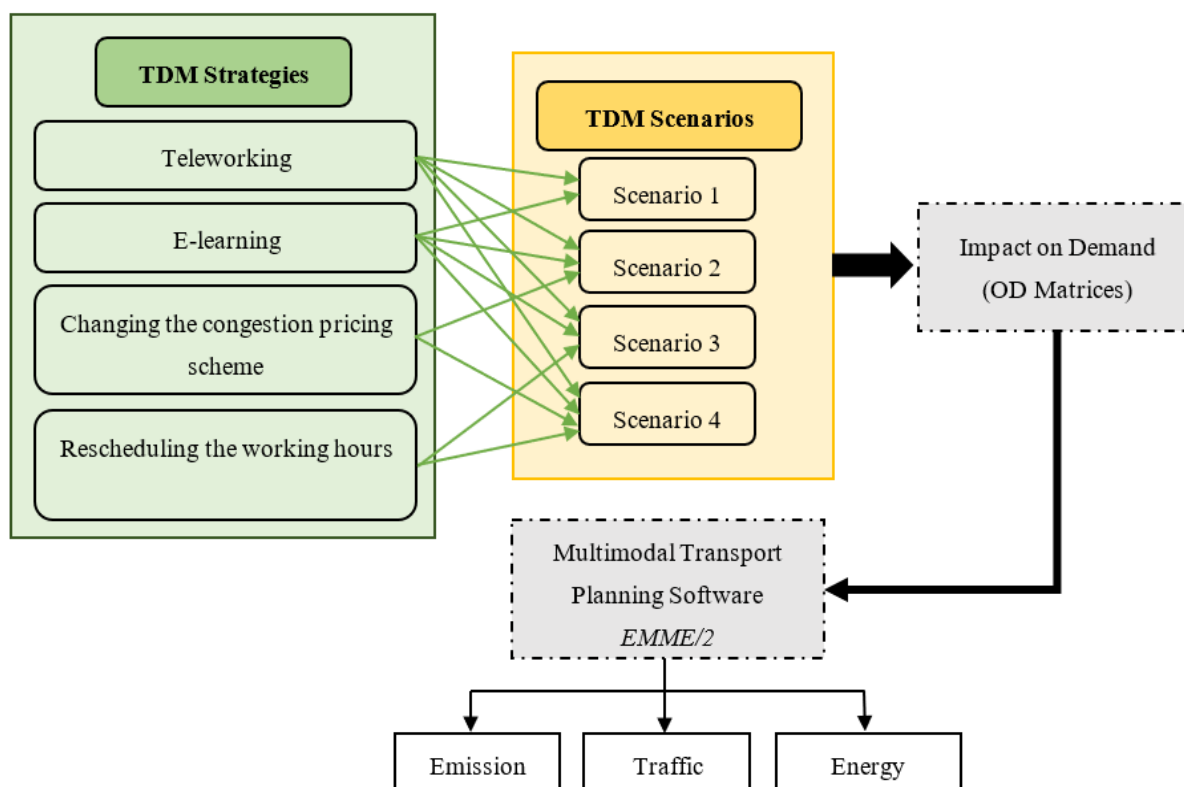 TDM Strategies
Teleworking
E-learning
Changing the congestion pricing
scheme
Rescheduling the working hours
TDM Scenarios
Scenario 1
Scenario 2
Scenario 3
Scenario 4
Impact on Demand
(OD Matrices)
Multimodal Transport
Planning Software
EMME/2
Emission
Traffic
Energy